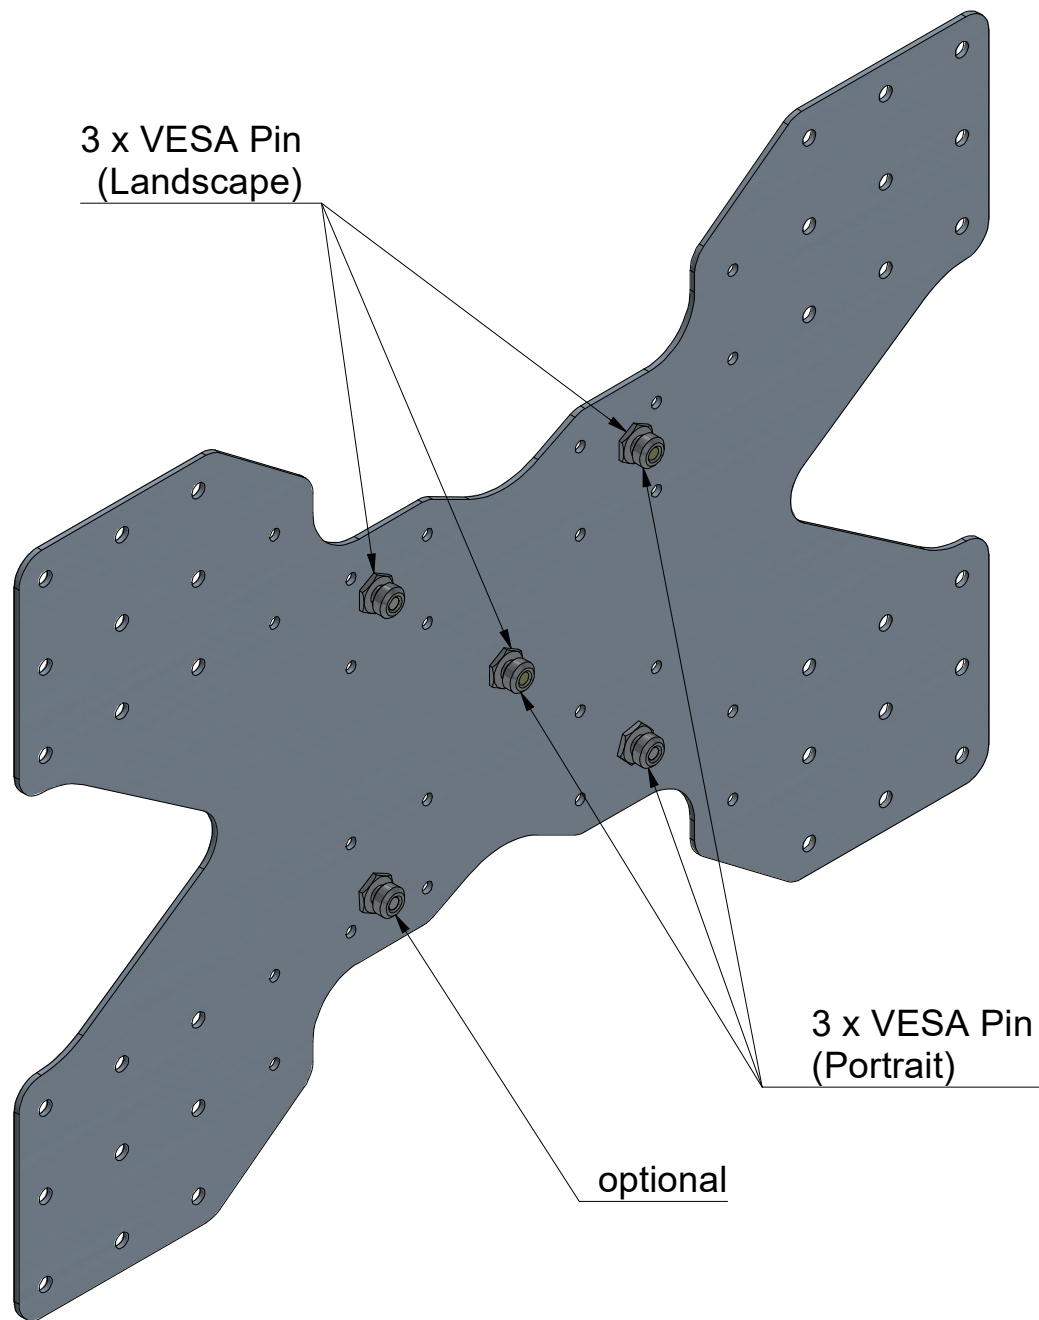 3 x VESA Pin
(Landscape)
3 x VESA Pin
(Portrait)
optional